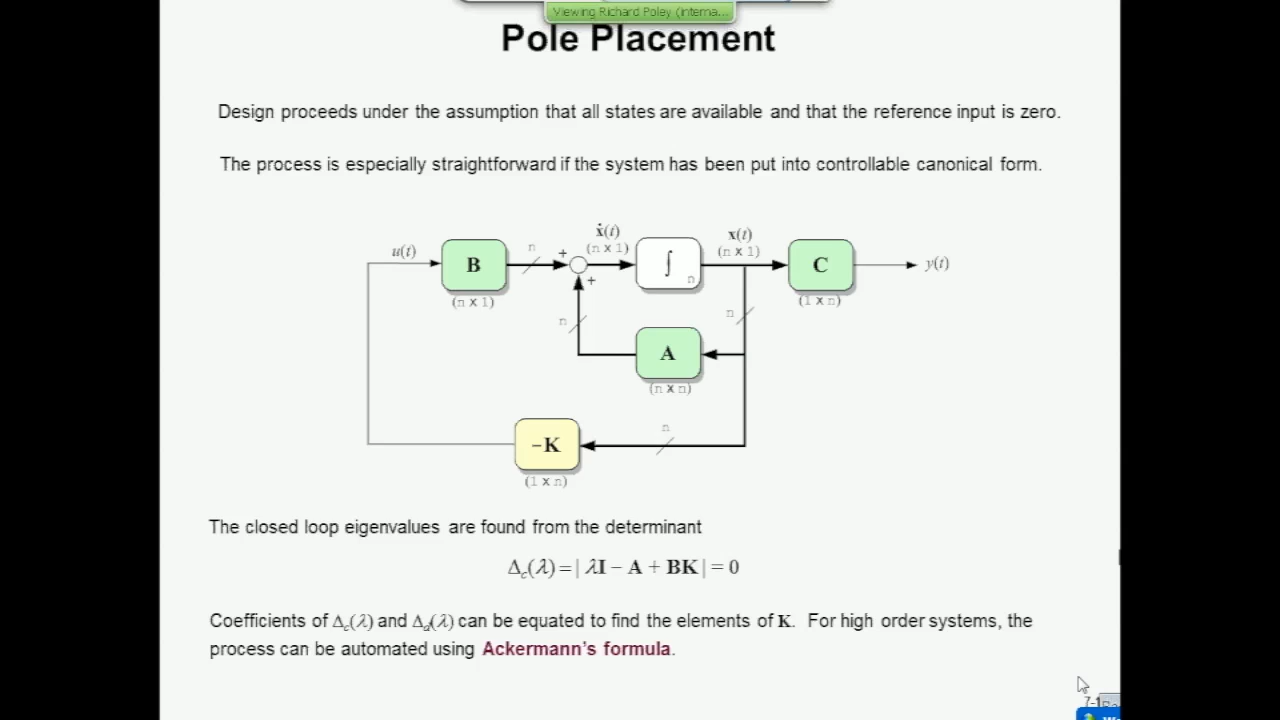 Viewing Richard Poley (interna...
Pole Placement
Design proceeds under the assumption that all states are available and that the reference input is zero.
The process is especially straightforward if the system has been put into controllable canonical form.
u(t)
B
(n x 1)
n
+
+
ẋ(t)
(n x 1)
∫
n
x(t)
(n x 1)
C
(1 x n)
y(t)
n
n
A
(n x n)
n
−K
(1 x n)
The closed loop eigenvalues are found from the determinant
Δc(λ) = | λI − A + BK | = 0
Coefficients of Δc(λ) and Δd(λ) can be equated to find the elements of K. For high order systems, the
process can be automated using Ackermann's formula.